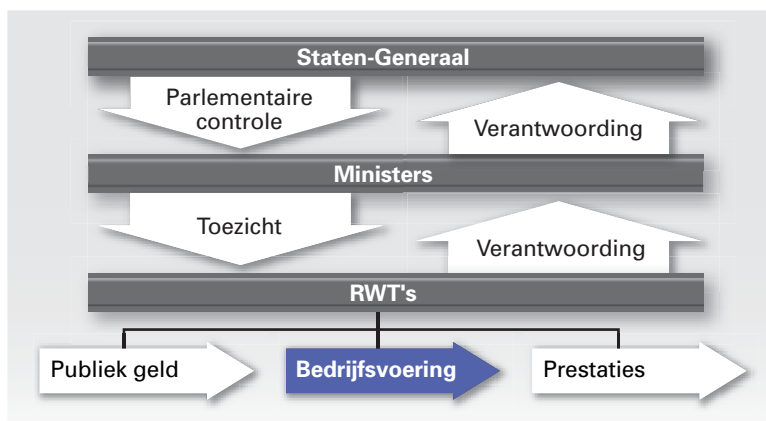 Staten-Generaal
Parlementaire
controle
Verantwoording
Ministers
Toezicht
Verantwoording
RWT's
Publiek geld
Bedrijfsvoering
Prestaties